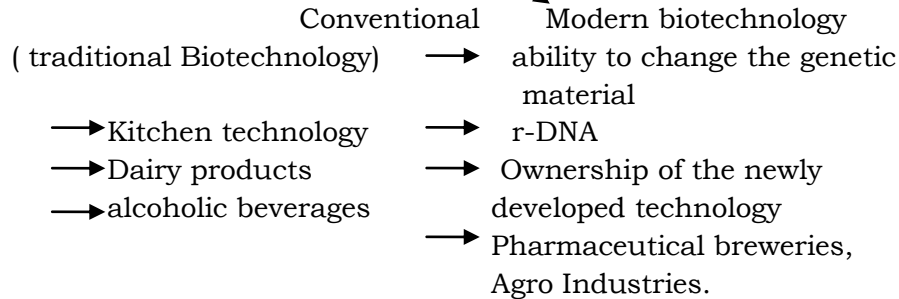 Conventional Modern biotechnology
( traditional Biotechnology) ability to change the genetic
material
Kitchen technology r-DNA
Dairy products Ownership of the newly
alcoholic beverages developed technology
Pharmaceutical breweries,
Agro Industries.